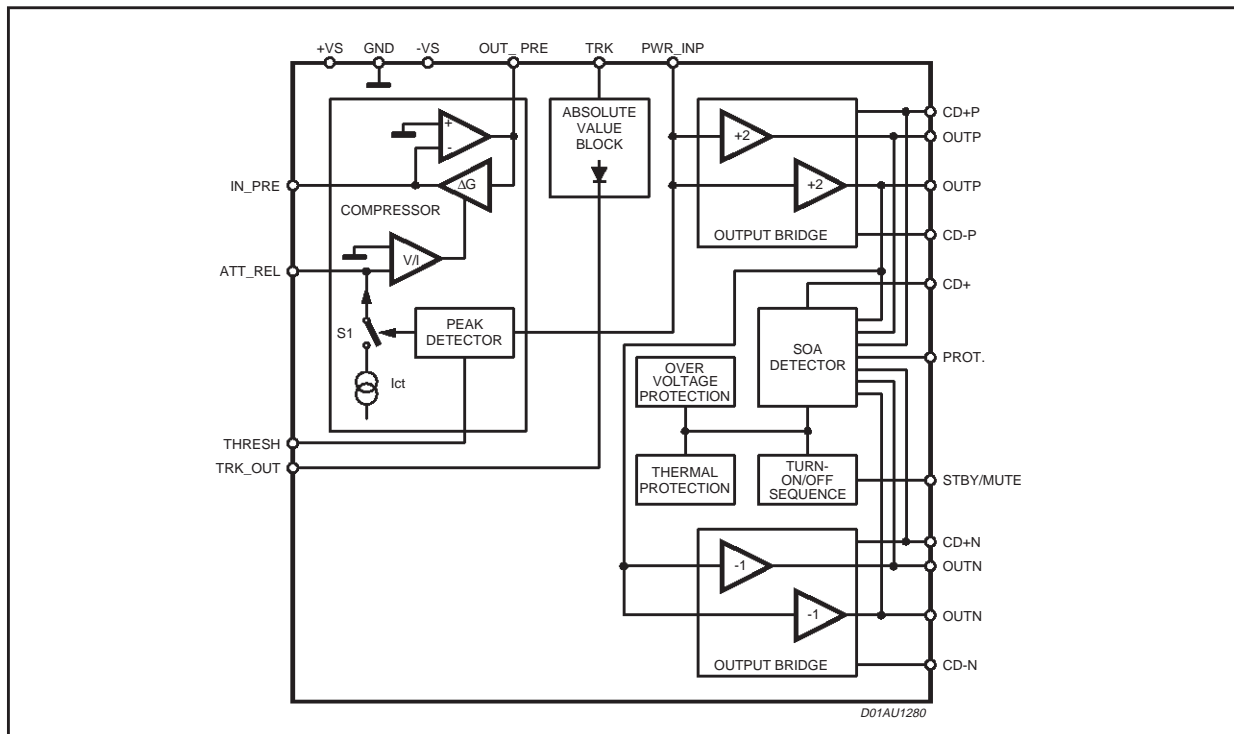 +VS GND -VS OUT_ PRE TRK PWR_INP
ABSOLUTE
VALUE
BLOCK
+
-
ΔG
COMPRESSOR
V/I
S1
PEAK
DETECTOR
Ict
IN_PRE
ATT_REL
THRESH
TRK_OUT
+2
+2
OUTPUT BRIDGE
CD+P
OUTP
OUTP
CD-P
CD+
SOA
DETECTOR
PROT.
OVER
VOLTAGE
PROTECTION
THERMAL
PROTECTION
TURN-
ON/OFF
SEQUENCE
STBY/MUTE
-1
-1
OUTPUT BRIDGE
CD+N
OUTN
OUTN
CD-N
D01AU1280